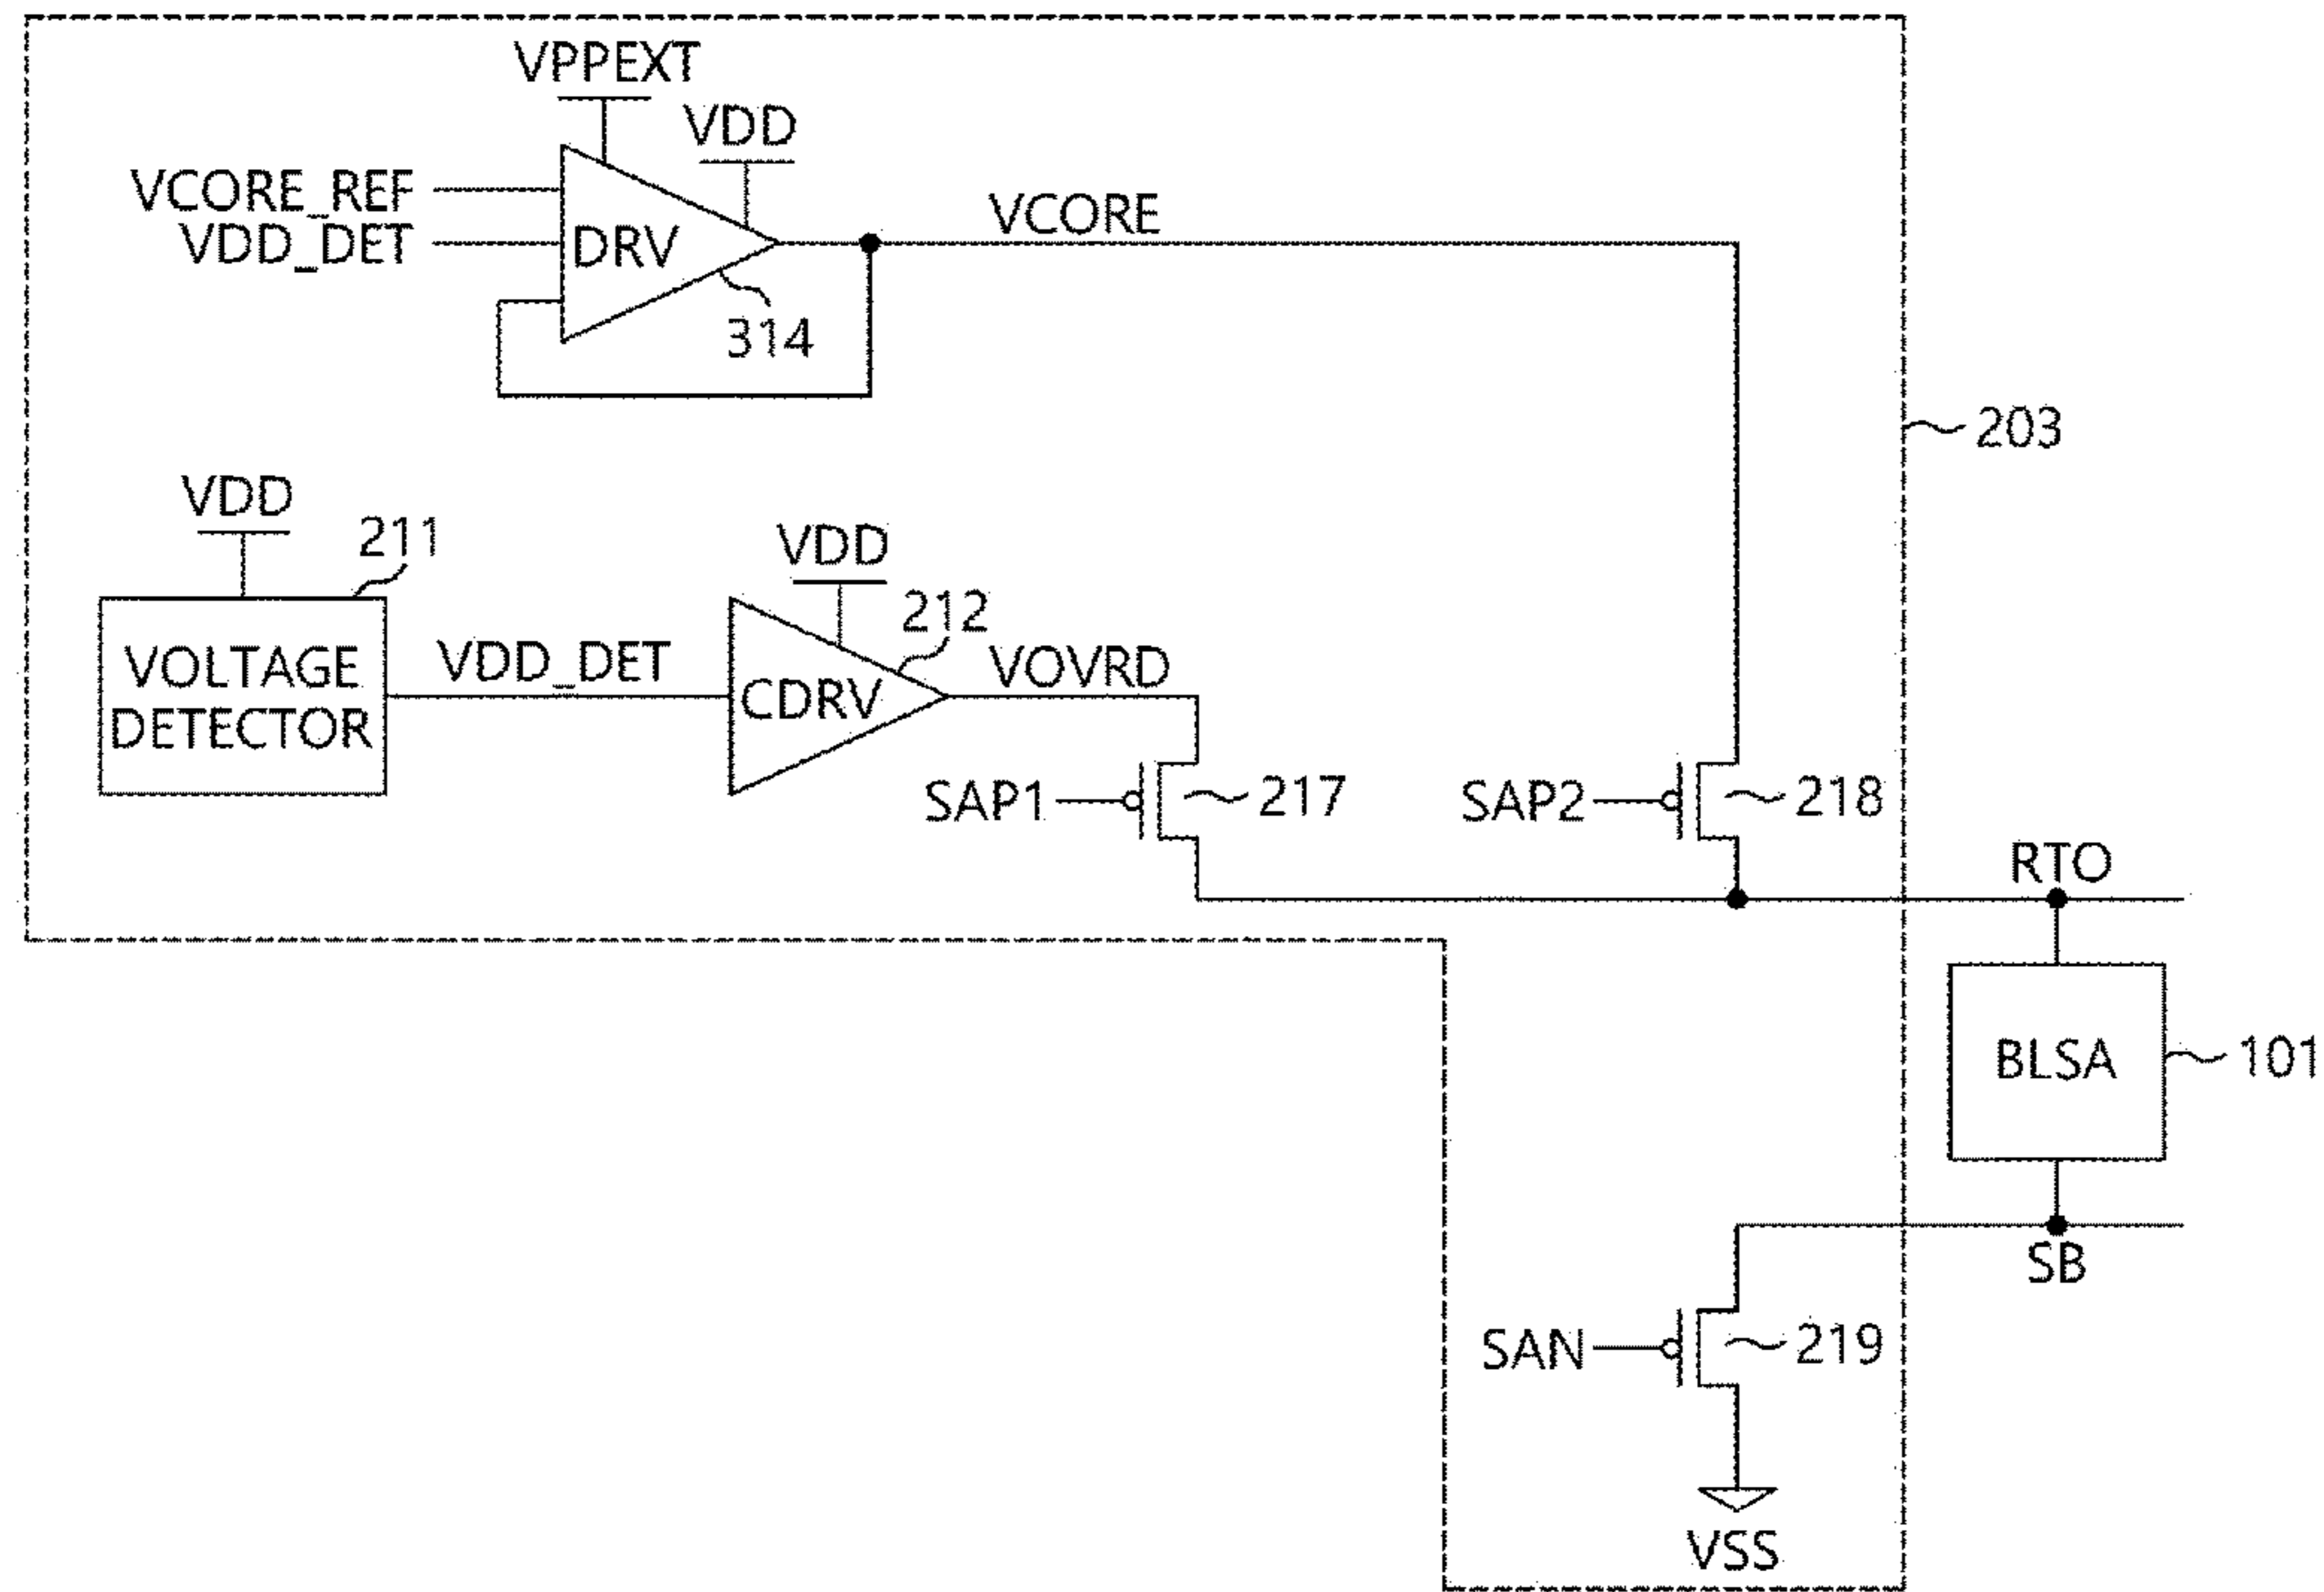 VPPEXT
VDD
VCORE_REF
VDD_DET
DRV
VCORE
314
203
VDD
211
VDD
212
VOLTAGE
DETECTOR
VDD_DET
CDRV
VOVRD
SAP1
217
SAP2
218
RTO
BLSA
101
SB
SAN
219
VSS